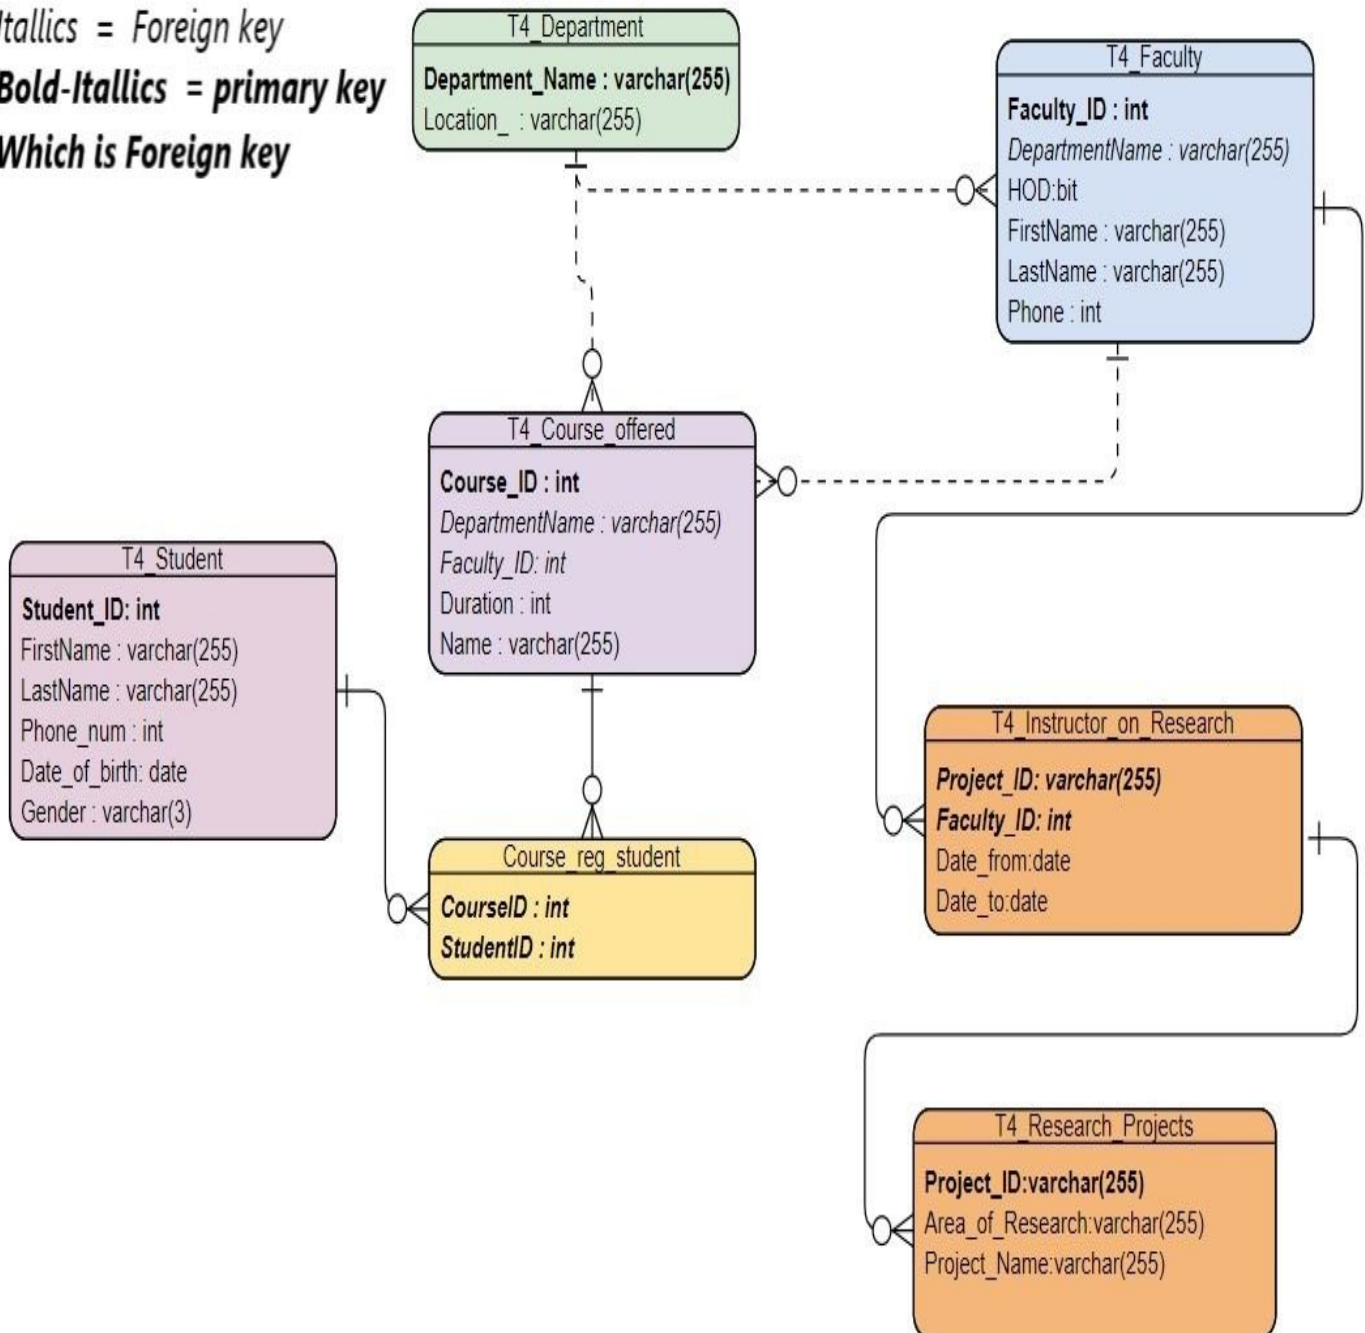 Itallics = Foreign key
Bold-Itallics = primary key
Which is Foreign key
T4_Department
Department_Name : varchar(255)
Location_ : varchar(255)
T4_Faculty
Faculty_ID : int
DepartmentName : varchar(255)
HOD:bit
FirstName : varchar(255)
LastName : varchar(255)
Phone : int
T4_Course_offered
Course_ID : int
DepartmentName : varchar(255)
Faculty_ID: int
Duration : int
Name : varchar(255)
T4_Student
Student_ID: int
FirstName : varchar(255)
LastName : varchar(255)
Phone_num : int
Date_of_birth: date
Gender : varchar(3)
Course_reg_student
CourseID : int
StudentID : int
T4_Instructor_on_Research
Project_ID: varchar(255)
Faculty_ID: int
Date_from:date
Date_to:date
T4_Research_Projects
Project_ID:varchar(255)
Area_of_Research:varchar(255)
Project_Name:varchar(255)